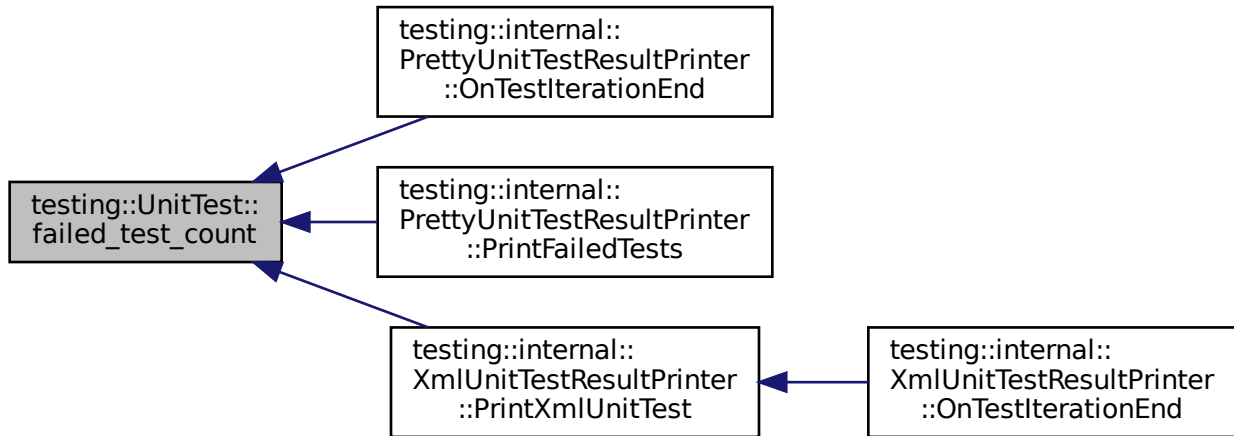 testing::internal::
PrettyUnitTestResultPrinter
::OnTestIterationEnd
testing::UnitTest::
failed_test_count
testing::internal::
PrettyUnitTestResultPrinter
::PrintFailedTests
testing::internal::
XmlUnitTestResultPrinter
::PrintXmlUnitTest
testing::internal::
XmlUnitTestResultPrinter
::OnTestIterationEnd